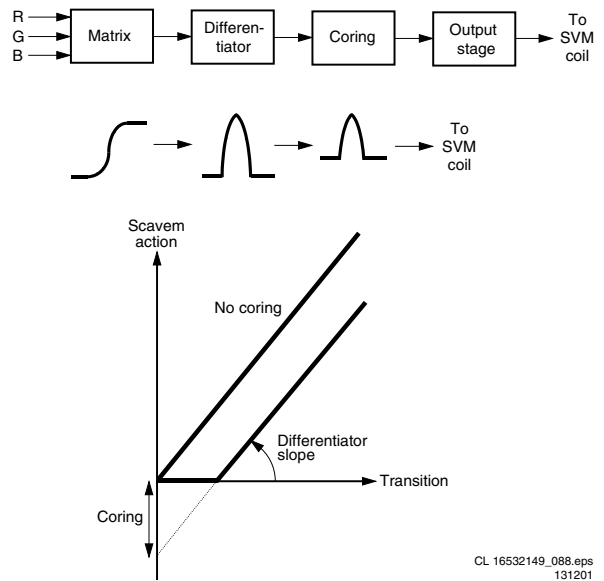 R
G
B
Matrix
Differen-
tiator
Coring
Output
stage
To
SVM
coil
To
SVM
coil
Scavem
action
No coring
Differentiator
slope
Transition
Coring
CL 16532149_088.eps
131201